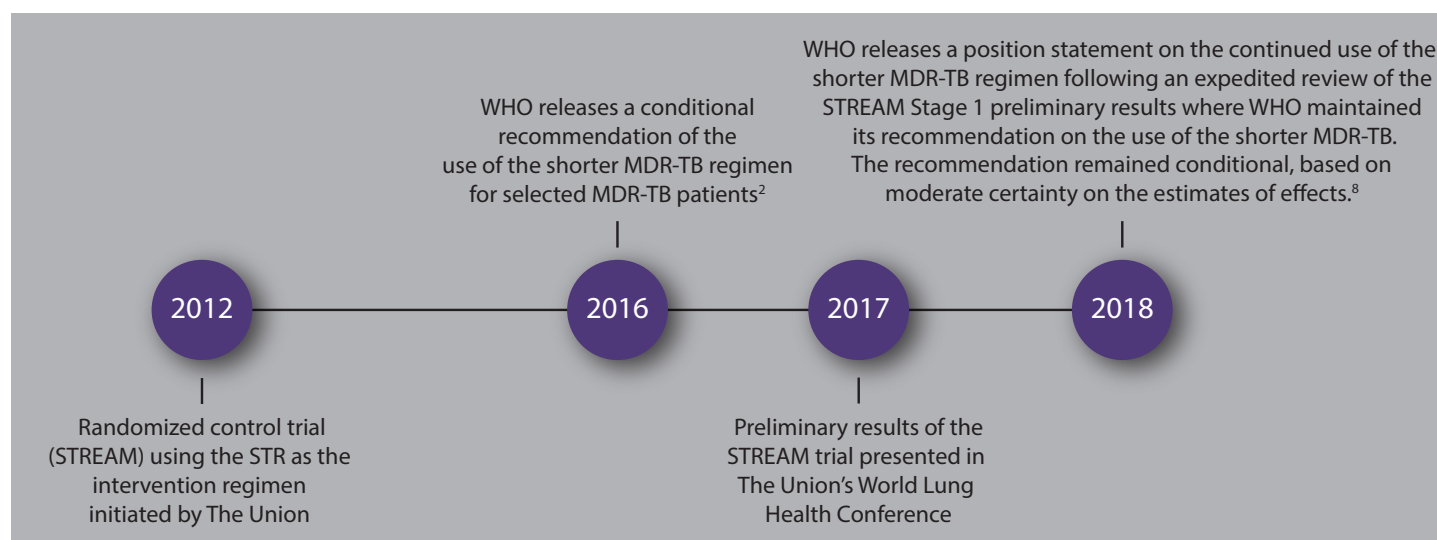 WHO releases a conditional
recommendation of the
use of the shorter MDR-TB regimen
for selected MDR-TB patients²
WHO releases a position statement on the continued use of the
shorter MDR-TB regimen following an expedited review of the
STREAM Stage 1 preliminary results where WHO maintained
its recommendation on the use of the shorter MDR-TB.
The recommendation remained conditional, based on
moderate certainty on the estimates of effects.⁸
2012
2016
2017
2018
Randomized control trial
(STREAM) using the STR as the
intervention regimen
initiated by The Union
Preliminary results of the
STREAM trial presented in
The Union's World Lung
Health Conference